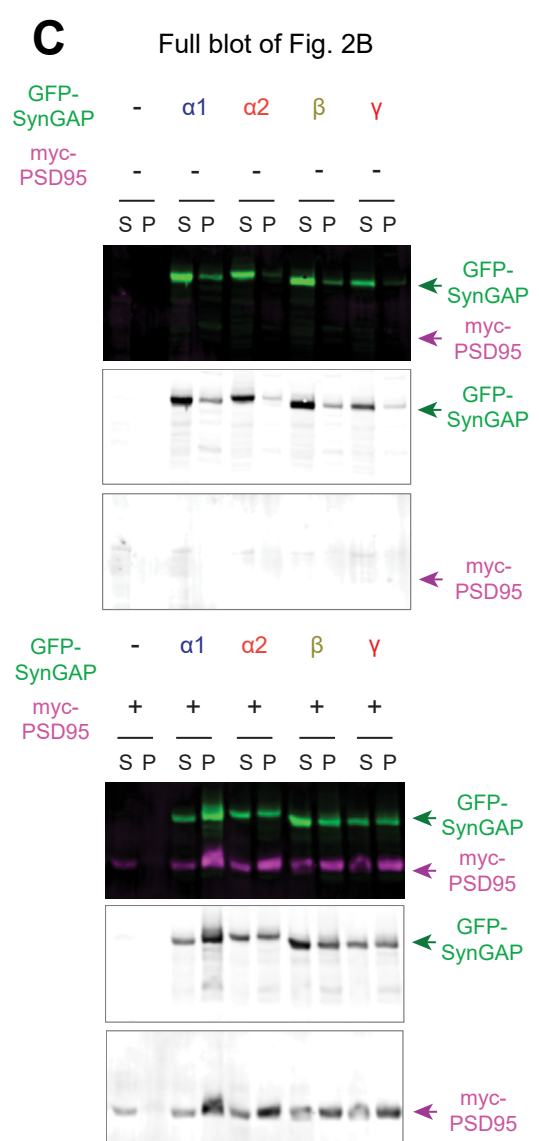 C Full blot of Fig. 2B
GFP-
SynGAP - α1 α2 β γ
myc-
PSD95 - - - - -
S P S P S P S P S P
GFP-
SynGAP
myc-
PSD95
GFP-
SynGAP
myc-
PSD95
GFP-
SynGAP - α1 α2 β γ
myc-
PSD95 + + + + +
S P S P S P S P S P
GFP-
SynGAP
myc-
PSD95
GFP-
SynGAP
myc-
PSD95